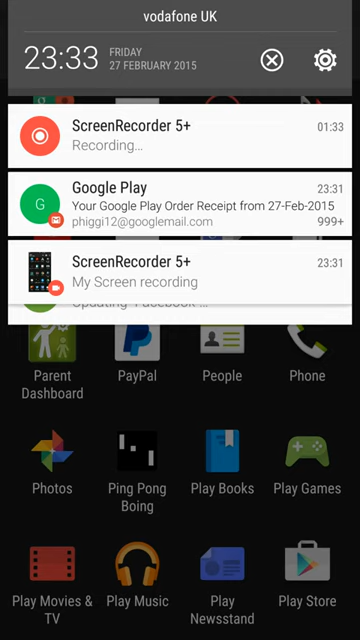 vodafone UK
23:33
FRIDAY
27 FEBRUARY 2015
ScreenRecorder 5+
01:33
Recording...
G
Google Play
23:31
Your Google Play Order Receipt from 27-Feb-2015
phiggi12@googlemail.com
999+
ScreenRecorder 5+
23:31
My Screen recording
Updating "Facebook"...
Parent
Dashboard
PayPal
People
Phone
Photos
Ping Pong
Boing
Play Books
Play Games
Play Movies &
TV
Play Music
Play
Newsstand
Play Store